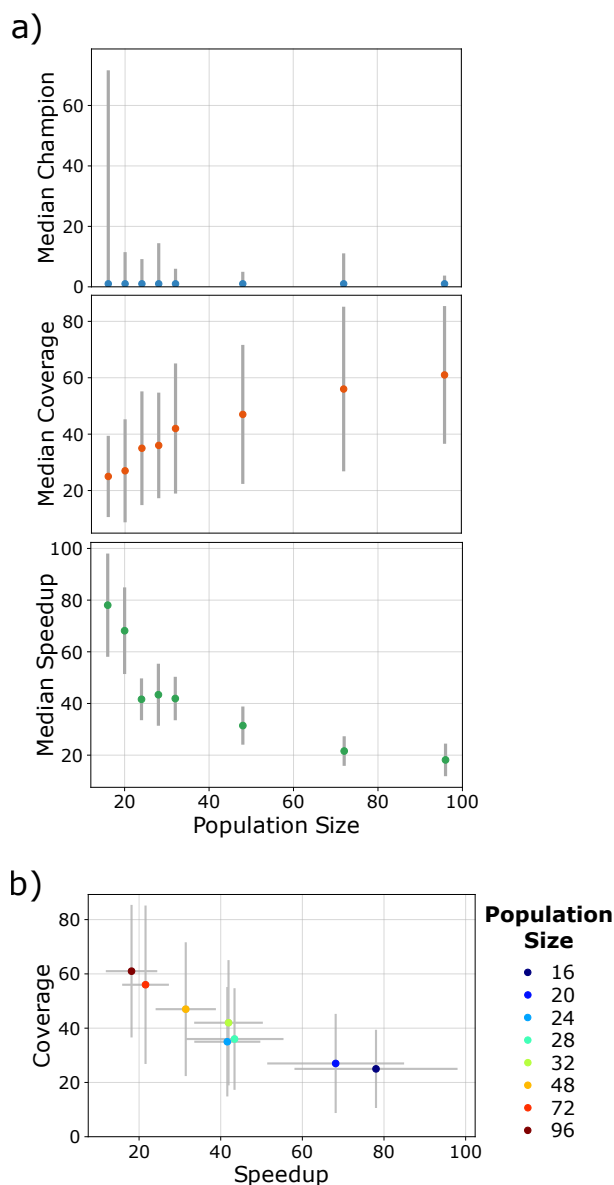 a)
Median Champion
60
40
20
0
Median Coverage
80
60
40
20
Median Speedup
100
80
60
40
20
20 40 60 80 100
Population Size
b)
Coverage
80
60
40
20
0
20 40 60 80 100
Speedup
Population
Size
16
20
24
28
32
48
72
96